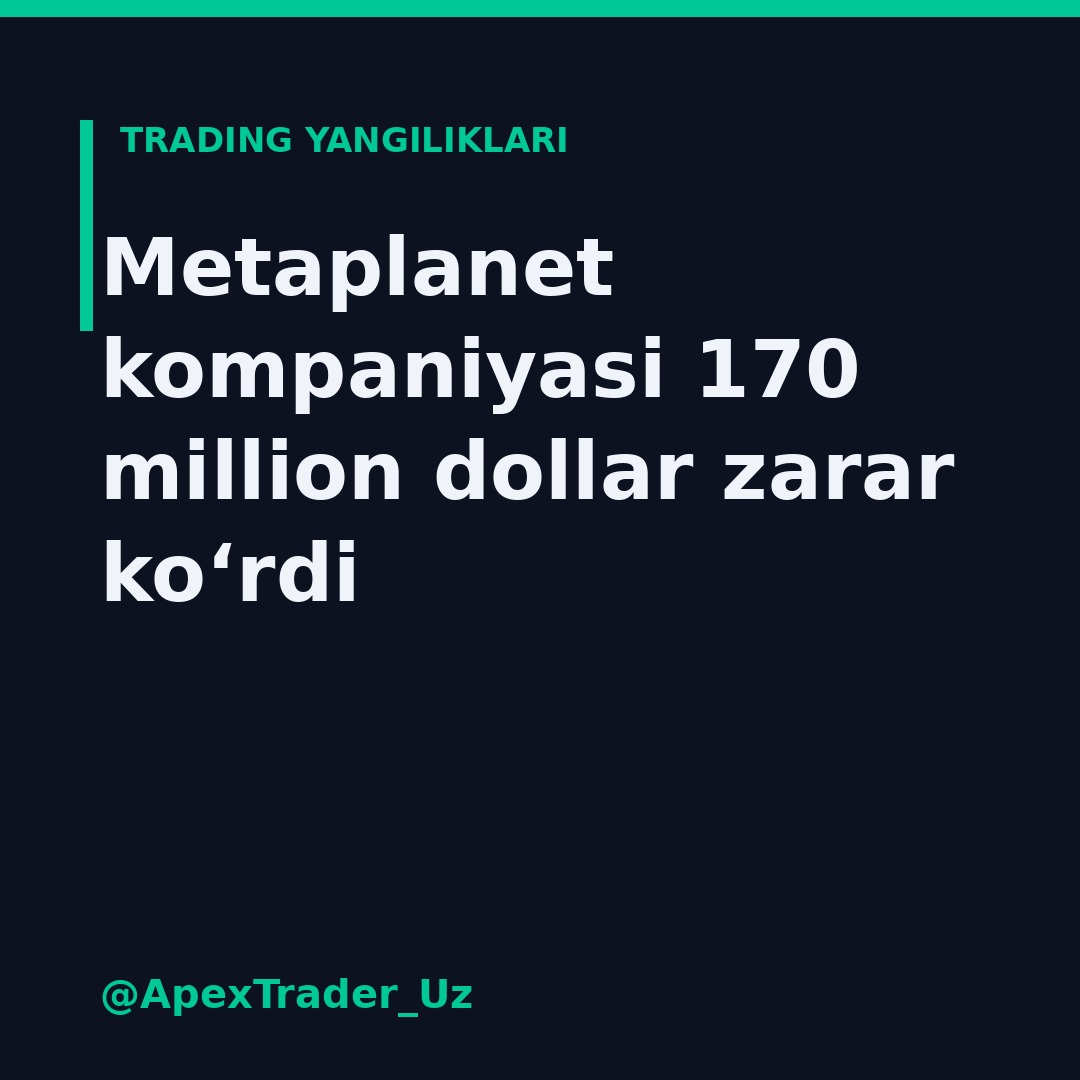 TRADING YANGILIKLARI
Metaplanet
kompaniyasi 170
million dollar zarar
ko‘rdi
@ApexTrader_Uz